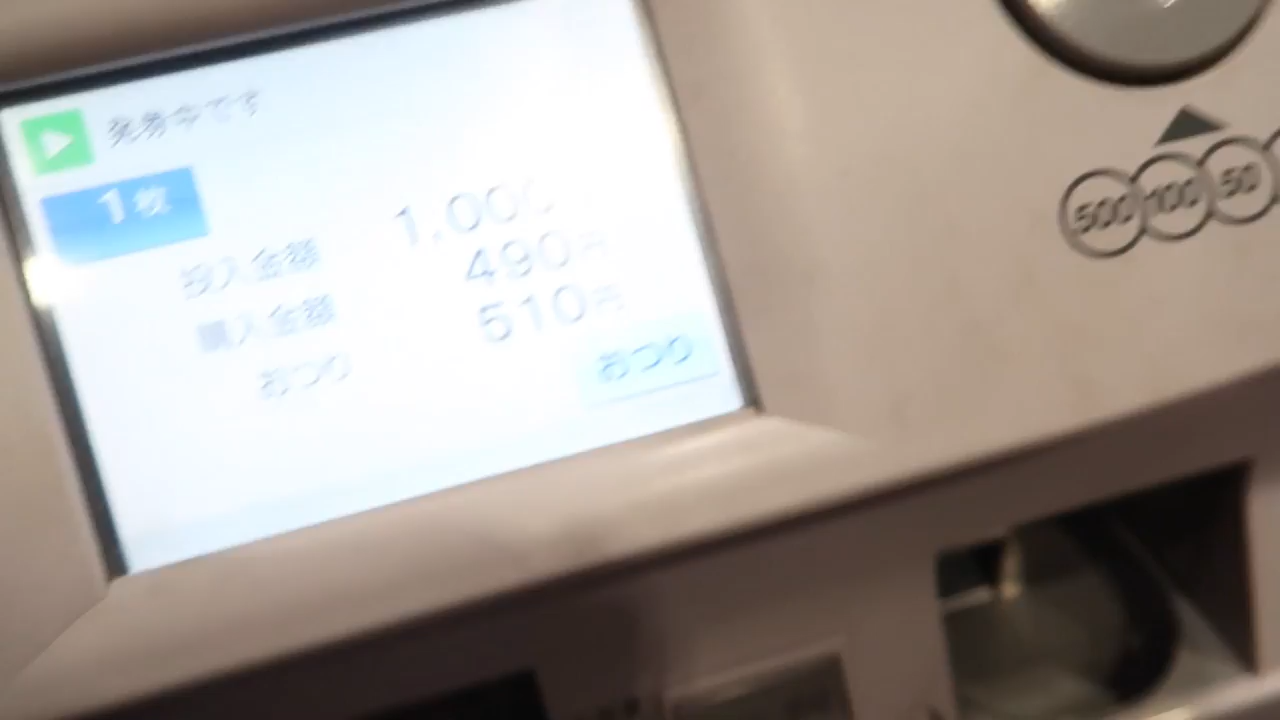 発券中です
1枚
投入金額 1,000
購入金額 490円
おつり 510円
おつり
500 100 50